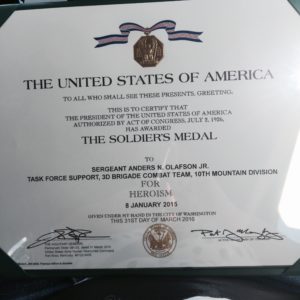 THE UNITED STATES OF AMERICA
TO ALL WHO SHALL SEE THESE PRESENTS, GREETING:
THIS IS TO CERTIFY THAT
THE PRESIDENT OF THE UNITED STATES OF AMERICA
AUTHORIZED BY ACT OF CONGRESS, JULY 2, 1926,
HAS AWARDED
THE SOLDIER'S MEDAL
TO
SERGEANT ANDERS N. OLAFSON JR.
TASK FORCE SUPPORT, 3D BRIGADE COMBAT TEAM, 10TH MOUNTAIN DIVISION
FOR
HEROISM
8 JANUARY 2015
GIVEN UNDER MY HAND IN THE CITY OF WASHINGTON
THIS 31ST DAY OF MARCH 2016
THE ADJUTANT GENERAL